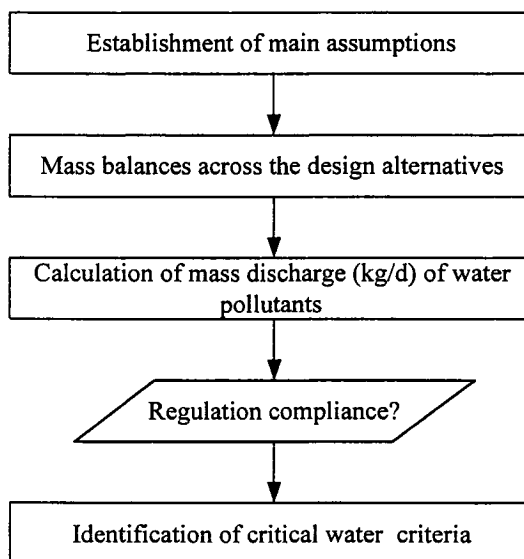 Establishment of main assumptions
Mass balances across the design alternatives
Calculation of mass discharge (kg/d) of water
pollutants
Regulation compliance?
Identification of critical water criteria